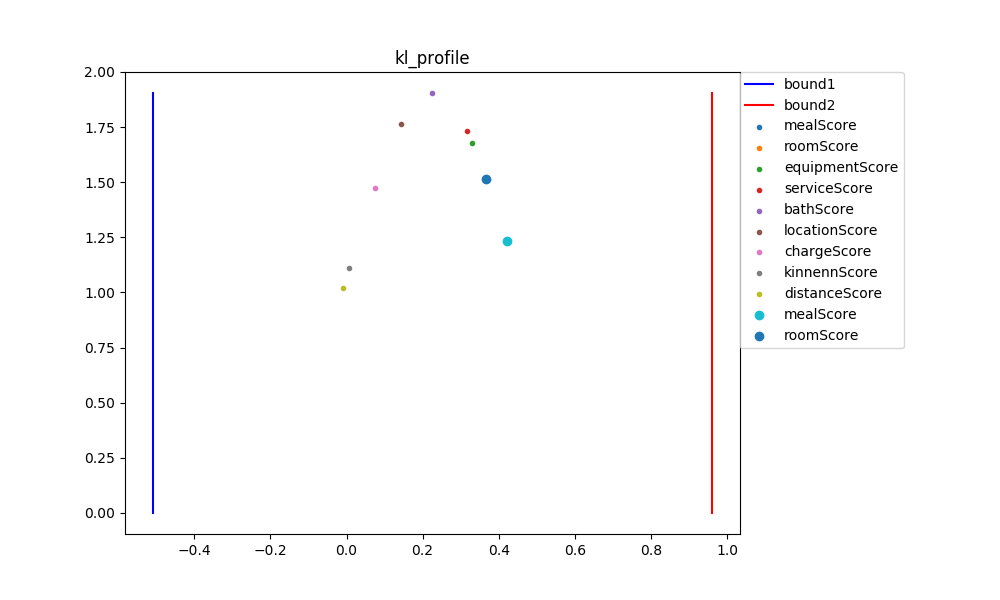 kl_profile
2.00
1.75
1.50
1.25
1.00
0.75
0.50
0.25
0.00
−0.4
−0.2
0.0
0.2
0.4
0.6
0.8
1.0
bound1
bound2
mealScore
roomScore
equipmentScore
serviceScore
bathScore
locationScore
chargeScore
kinnennScore
distanceScore
mealScore
roomScore